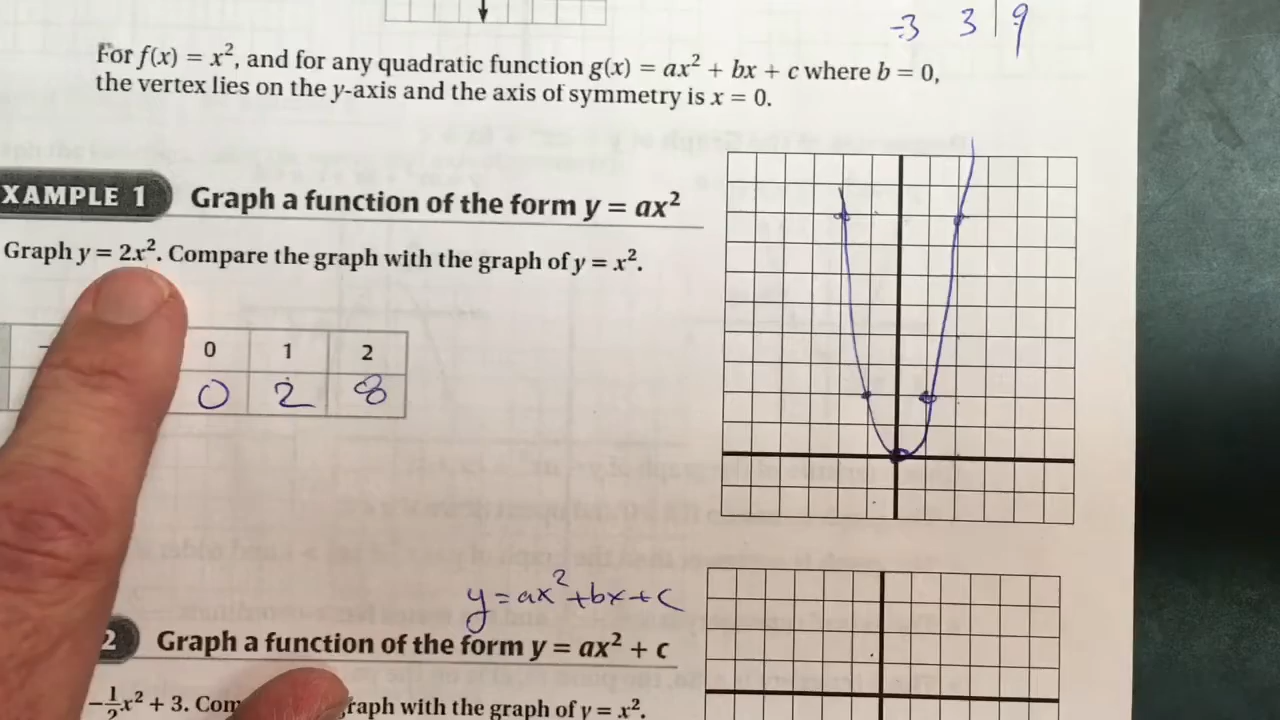 -3 3 | 9
For f(x) = x², and for any quadratic function g(x) = ax² + bx + c where b = 0,
the vertex lies on the y-axis and the axis of symmetry is x = 0.
XAMPLE 1 Graph a function of the form y = ax²
Graph y = 2x². Compare the graph with the graph of y = x².
0 1 2
0 2 8
y = ax² + bx + c
2 Graph a function of the form y = ax² + c
-1/2x² + 3. Com graph with the graph of y = x².